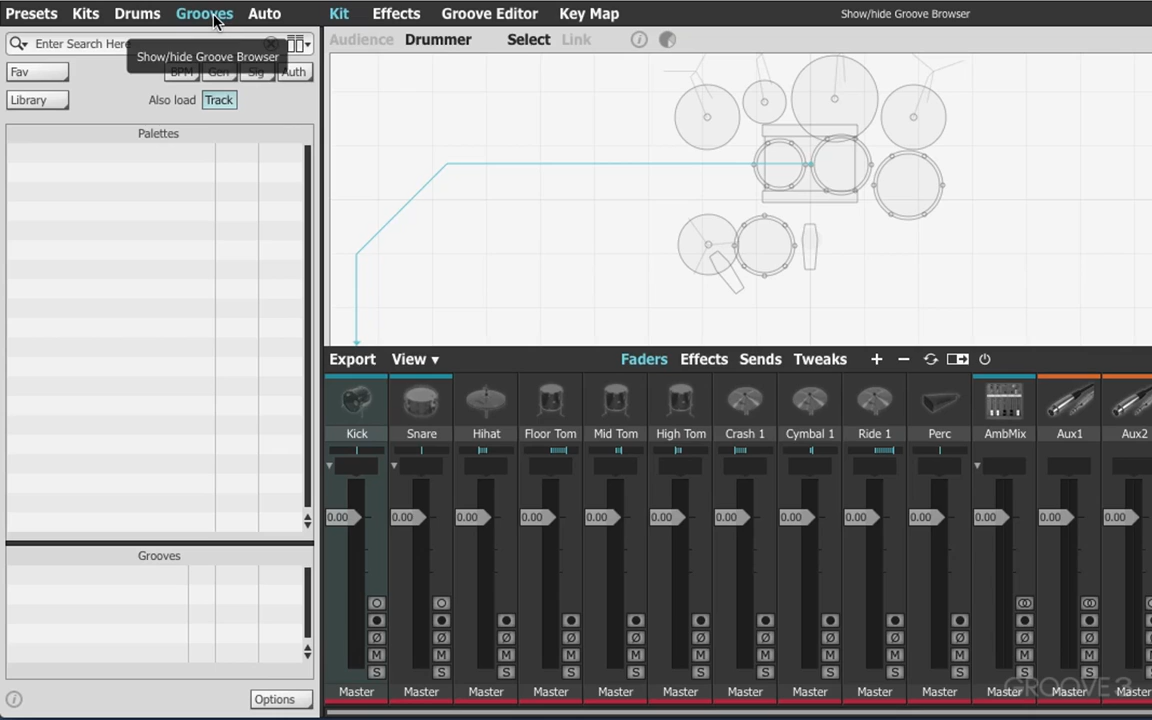 Presets Kits Drums Grooves Auto Kit Effects Groove Editor Key Map Show/hide Groove Browser
Enter Search Here
Audience Drummer Select Link
Show/hide Groove Browser
Fav BPM Gen Sig Auth
Library Also load Track
Palettes
Export View Faders Effects Sends Tweaks
Kick Snare Hihat Floor Tom Mid Tom High Tom Crash 1 Cymbal 1 Ride 1 Perc AmbMix Aux1 Aux2
0.00 0.00 0.00 0.00 0.00 0.00 0.00 0.00 0.00 0.00 0.00 0.00 0.00
Grooves
M M M M M M M M M M M M M
S S S S S S S S S S S S S
Master Master Master Master Master Master Master Master Master Master Master Master Master
GROOVE 3
Options